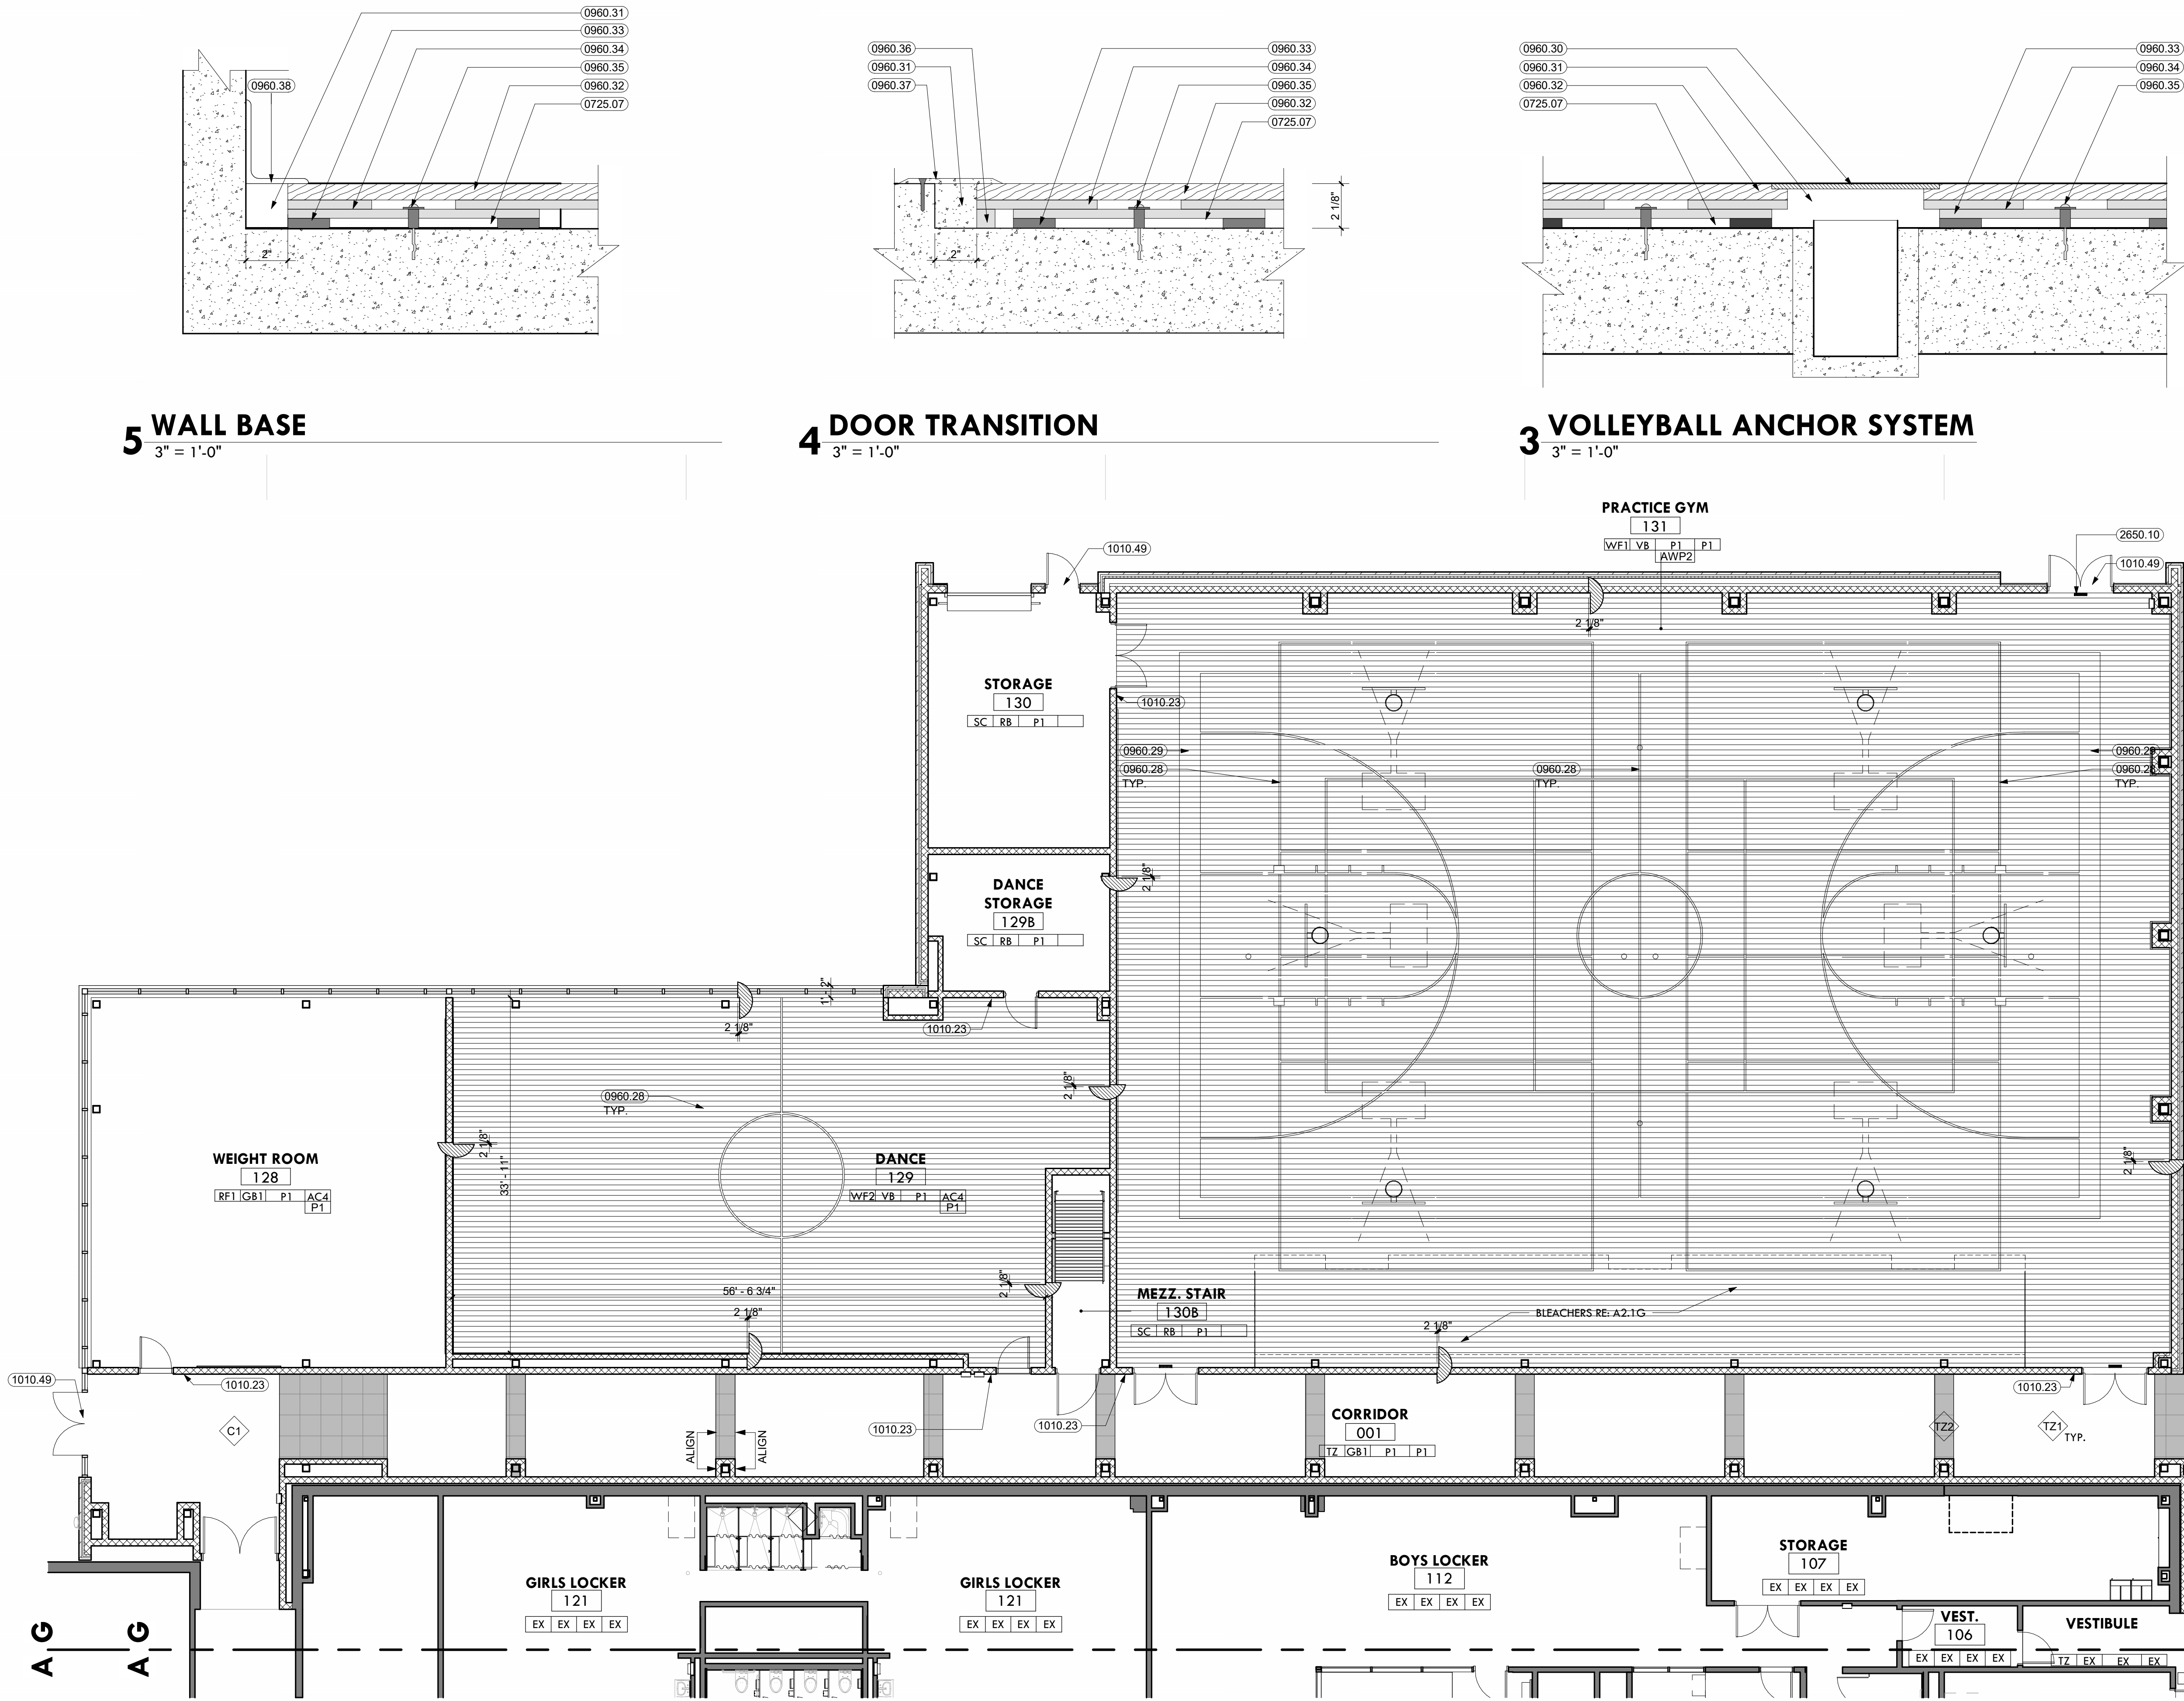 0960.31
0960.33
0960.34
0960.35
0960.32
0725.07
0960.38
2"
0960.36
0960.31
0960.37
0960.33
0960.34
0960.35
0960.32
0725.07
2"
2 1/8"
0960.30
0960.31
0960.32
0725.07
0960.33
0960.34
0960.35
5 WALL BASE
3" = 1'-0"
4 DOOR TRANSITION
3" = 1'-0"
3 VOLLEYBALL ANCHOR SYSTEM
3" = 1'-0"
PRACTICE GYM
131
WF1 VB P1 P1
AWP2
2650.10
1010.49
1010.49
2 1/8"
STORAGE
130
SC RB P1
1010.23
0960.29
0960.28
TYP.
0960.28
TYP.
0960.29
0960.28
TYP.
DANCE
STORAGE
129B
SC RB P1
2 1/8"
1' - 2"
2 1/8"
1010.23
0960.28
TYP.
2 1/8"
2 1/8"
33' - 11"
WEIGHT ROOM
128
RF1 GB1 P1 AC4
P1
DANCE
129
WF2 VB P1 AC4
P1
2 1/8"
2 1/8"
56' - 6 3/4"
2 1/8"
MEZZ. STAIR
130B
SC RB P1
BLEACHERS RE: A2.1G
2 1/8"
1010.49
1010.23
1010.23
1010.23
1010.23
C1
ALIGN
ALIGN
CORRIDOR
001
TZ GB1 P1 P1
TZ2
TZ1
TYP.
GIRLS LOCKER
121
EX EX EX EX
GIRLS LOCKER
121
EX EX EX EX
BOYS LOCKER
112
EX EX EX EX
STORAGE
107
EX EX EX EX
VEST.
106
EX EX EX EX
VESTIBULE
TZ EX EX EX
G
A
G
A